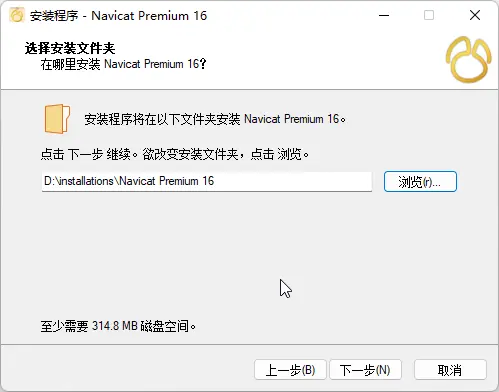 安装程序 - Navicat Premium 16
选择安装文件夹
在哪里安装 Navicat Premium 16?
安装程序将在以下文件夹安装 Navicat Premium 16。
点击 下一步 继续。欲改变安装文件夹，点击 浏览。
D:\installations\Navicat Premium 16
浏览(r)...
至少需要 314.8 MB 磁盘空间。
上一步(B) 下一步(N) 取消